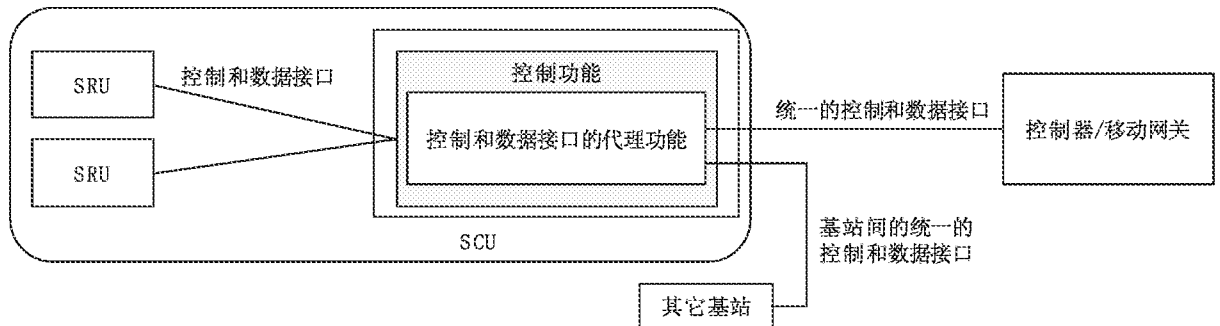 SRU
控制和数据接口
控制功能
控制和数据接口的代理功能
SRU
SCU
统一的控制和数据接口
控制器/移动网关
基站间的统一的
控制和数据接口
其它基站